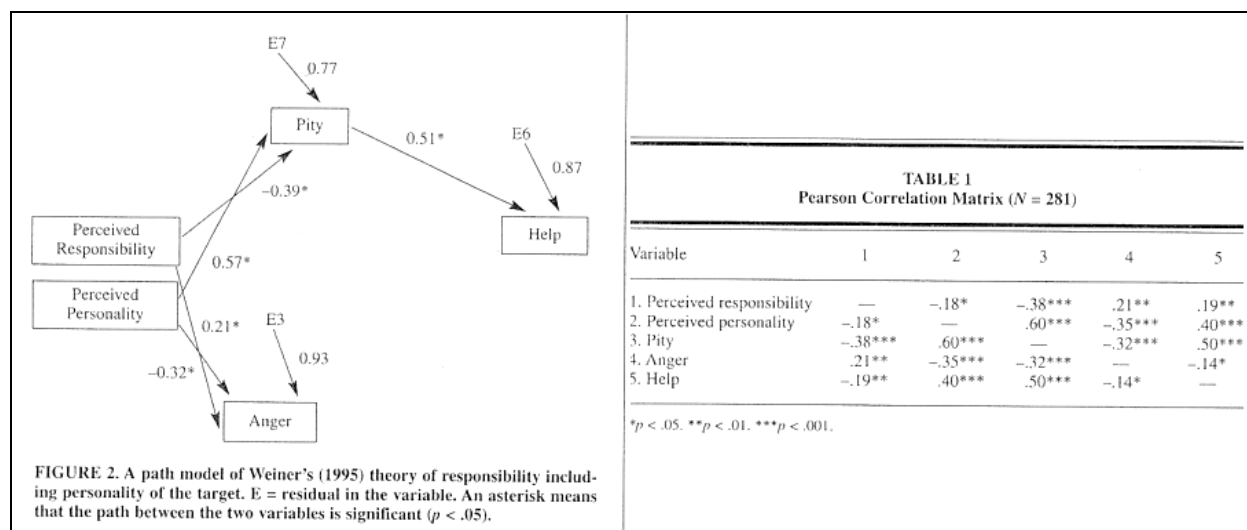 E7
0.77
Pity
0.51*
E6
0.87
-0.39*
Help
Perceived
Responsibility
0.57*
Perceived
Personality
0.21*
E3
0.93
-0.32*
Anger
FIGURE 2. A path model of Weiner's (1995) theory of responsibility includ-
ing personality of the target. E = residual in the variable. An asterisk means
that the path between the two variables is significant (p < .05).
TABLE 1
Pearson Correlation Matrix (N = 281)
Variable 1 2 3 4 5
1. Perceived responsibility — -.18* -.38*** .21** .19**
2. Perceived personality -.18* — .60*** -.35*** .40***
3. Pity -.38*** .60*** — -.32*** .50***
4. Anger .21** -.35*** -.32*** — -.14*
5. Help -.19** .40*** .50*** -.14* —
*p < .05. **p < .01. ***p < .001.